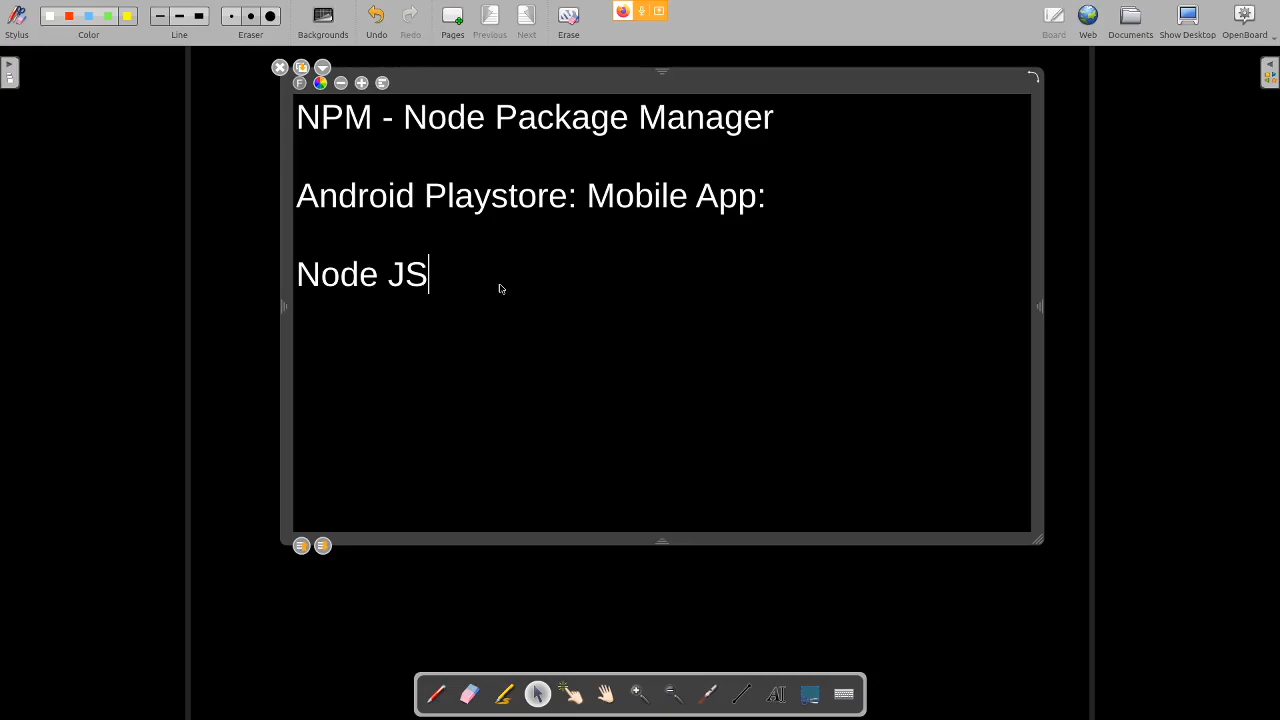 Stylus
Color
Line
Eraser
Backgrounds
Undo
Redo
Pages
Previous
Next
Erase
Board
Web
Documents
Show Desktop
OpenBoard
F
NPM - Node Package Manager
Android Playstore: Mobile App:
Node JS
AI